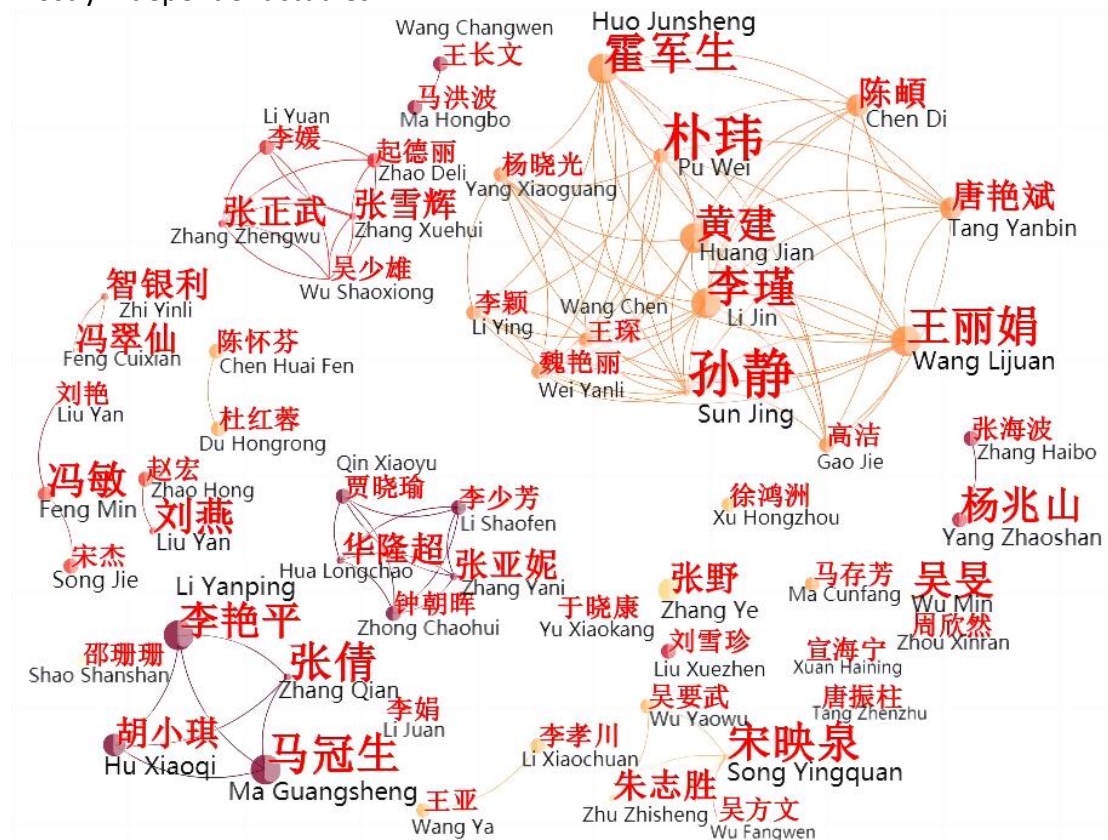 Huo Junsheng
霍军生
Wang Changwen
王长文
马洪波
Ma Hongbo
陈頔
Chen Di
朴玮
Pu Wei
Li Yuan
李媛
起德丽
Zhao Deli
杨晓光
Yang Xiaoguang
张正武
Zhang Zhengwu
张雪辉
Zhang Xuehui
吴少雄
Wu Shaoxiong
唐艳斌
Tang Yanbin
黄建
Huang Jian
李瑾
Li Jin
智银利
Zhi Yinli
冯翠仙
Feng Cuixian
陈怀芬
Chen Huai Fen
李颖
Li Ying
Wang Chen
王琛
魏艳丽
Wei Yanli
王丽娟
Wang Lijuan
孙静
Sun Jing
刘艳
Liu Yan
杜红蓉
Du Hongrong
高洁
Gao Jie
张海波
Zhang Haibo
冯敏
Feng Min
赵宏
Zhao Hong
刘燕
Liu Yan
宋杰
Song Jie
Qin Xiaoyu
贾晓瑜
李少芳
Li Shaofen
华隆超
Hua Longchao
张亚妮
Zhang Yani
钟朝晖
Zhong Chaohui
徐鸿洲
Xu Hongzhou
杨兆山
Yang Zhaoshan
Li Yanping
李艳平
张野
Zhang Ye
马存芳
Ma Cunfang
吴旻
Wu Min
周欣然
Zhou Xinran
于晓康
Yu Xiaokang
刘雪珍
Liu Xuezhen
宣海宁
Xuan Haining
邵珊珊
Shao Shanshan
张倩
Zhang Qian
李娟
Li Juan
吴要武
Wu Yaowu
唐振柱
Tang Zhenzhu
胡小琪
Hu Xiaoqi
马冠生
Ma Guangsheng
李孝川
Li Xiaochuan
宋映泉
Song Yingquan
朱志胜
Zhu Zhisheng
王亚
Wang Ya
吴方文
Wu Fangwen